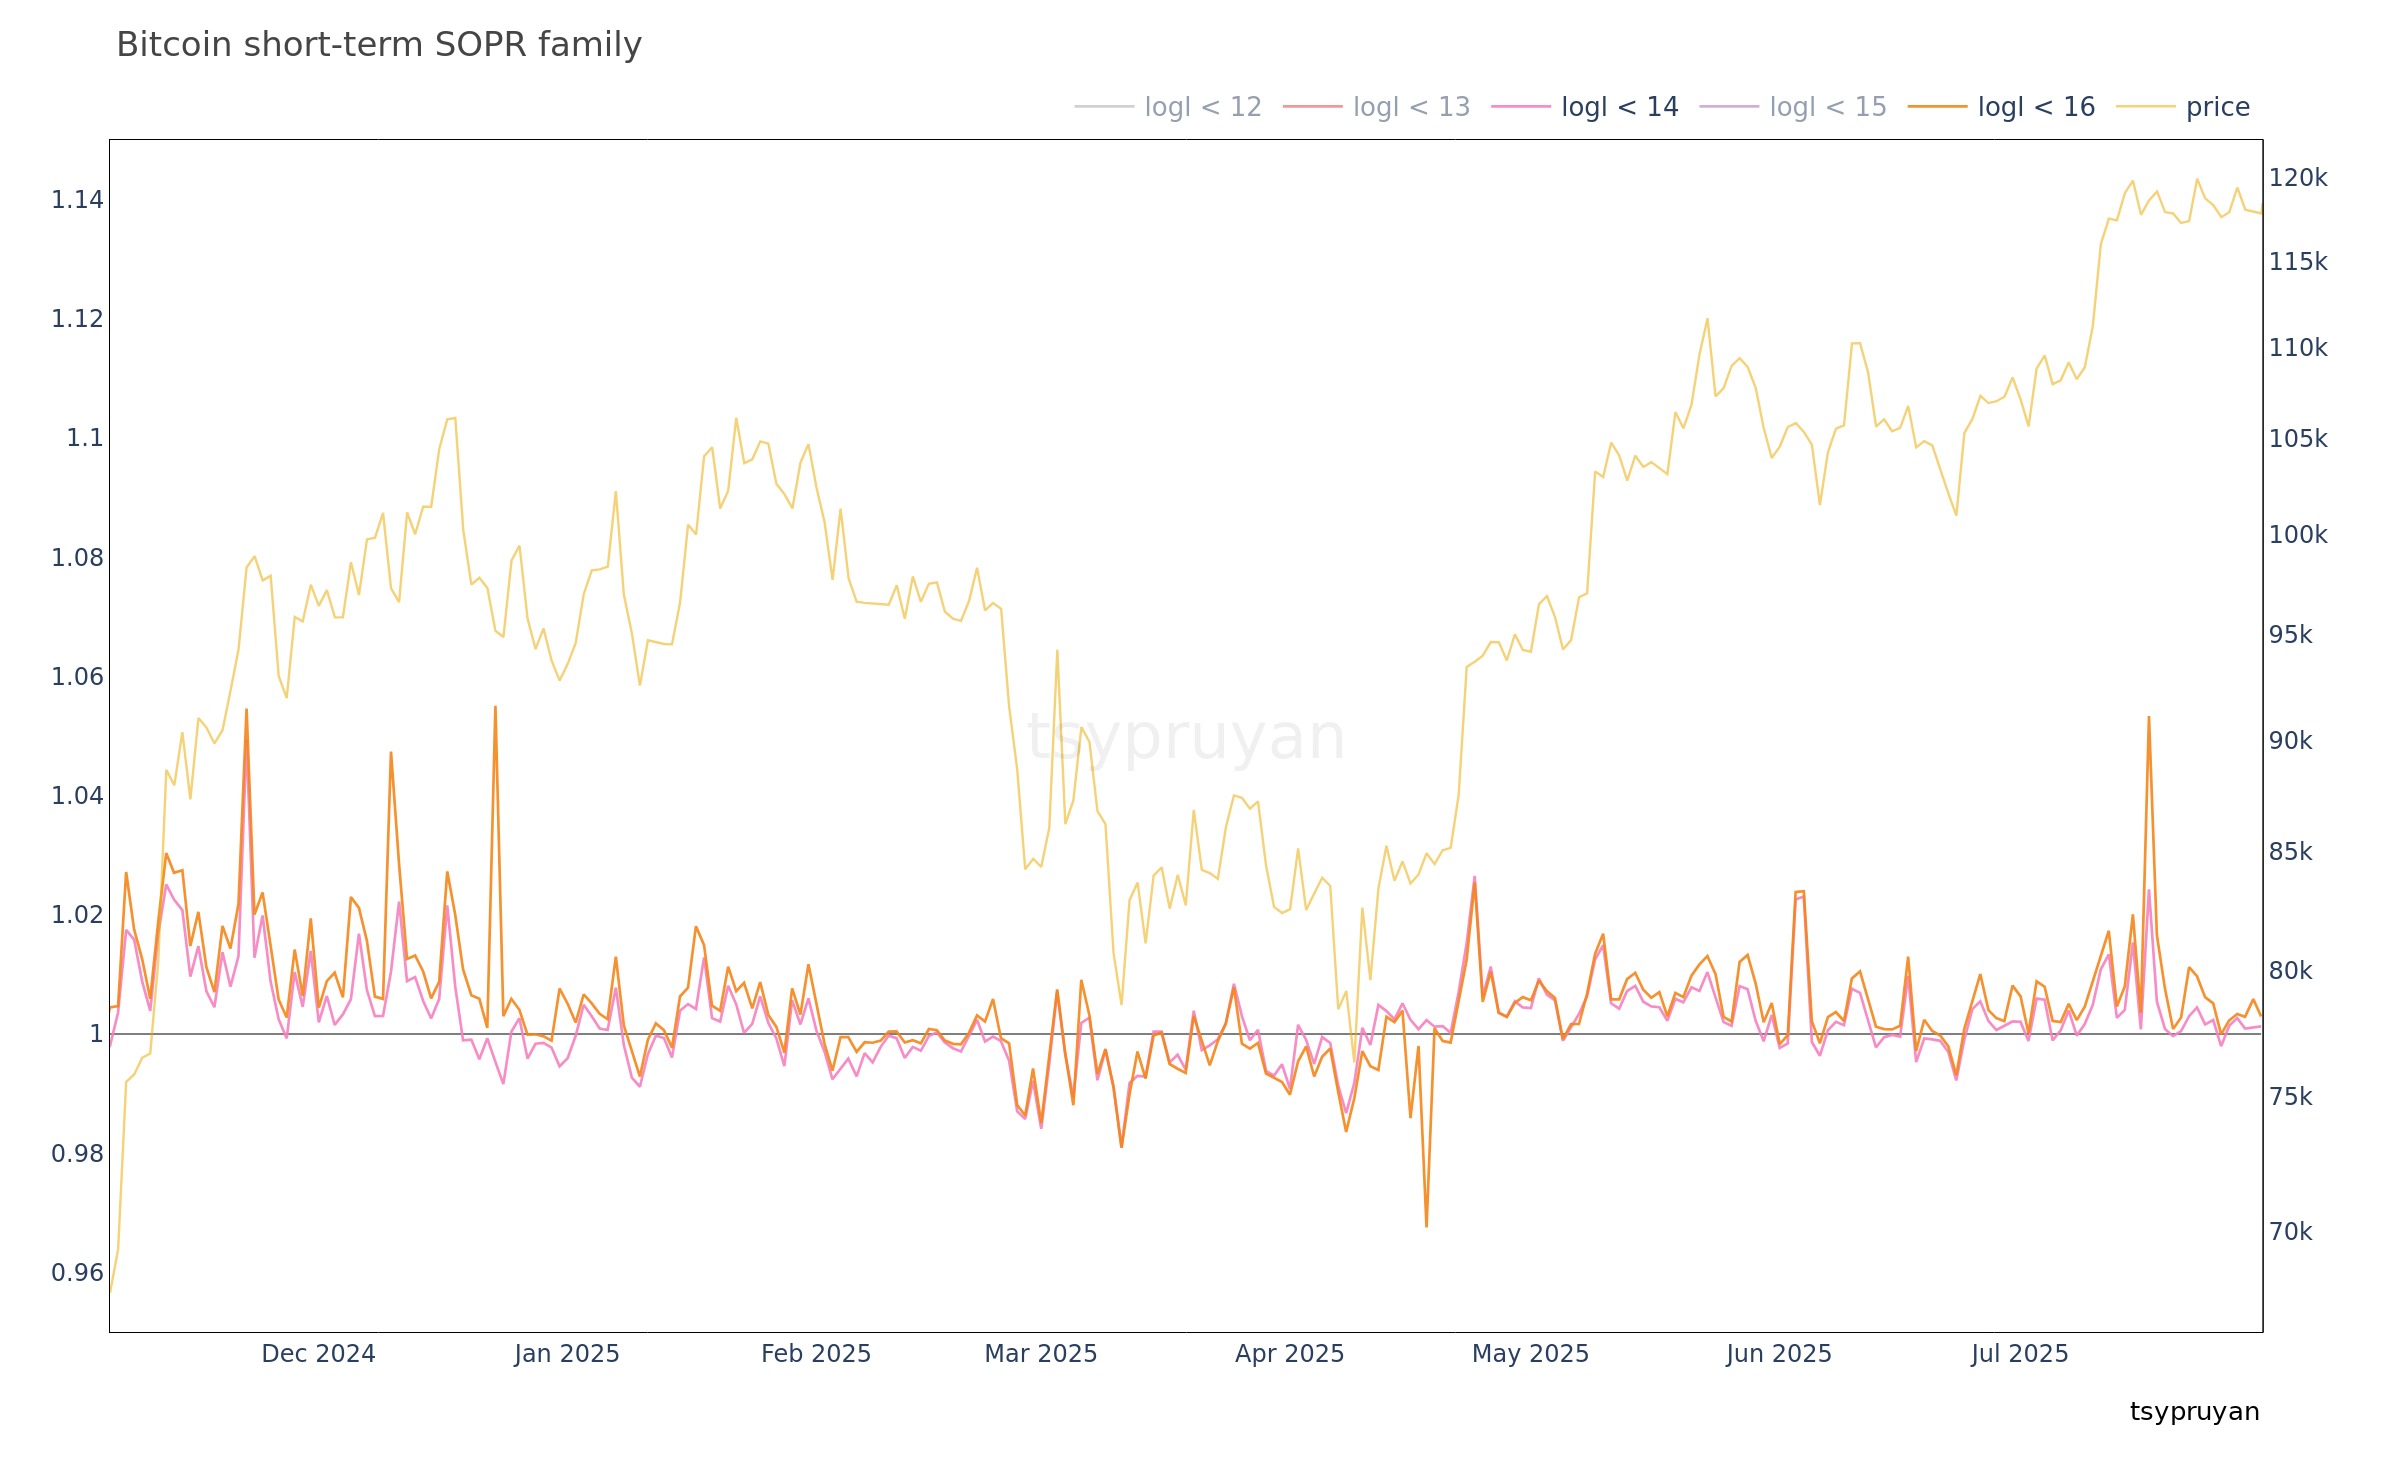 Bitcoin short-term SOPR family
logl < 12 logl < 13 logl < 14 logl < 15 logl < 16 price
1.14
1.12
1.1
1.08
1.06
1.04
1.02
1
0.98
0.96
120k
115k
110k
105k
100k
95k
90k
85k
80k
75k
70k
tsypruyan
Dec 2024 Jan 2025 Feb 2025 Mar 2025 Apr 2025 May 2025 Jun 2025 Jul 2025
tsypruyan